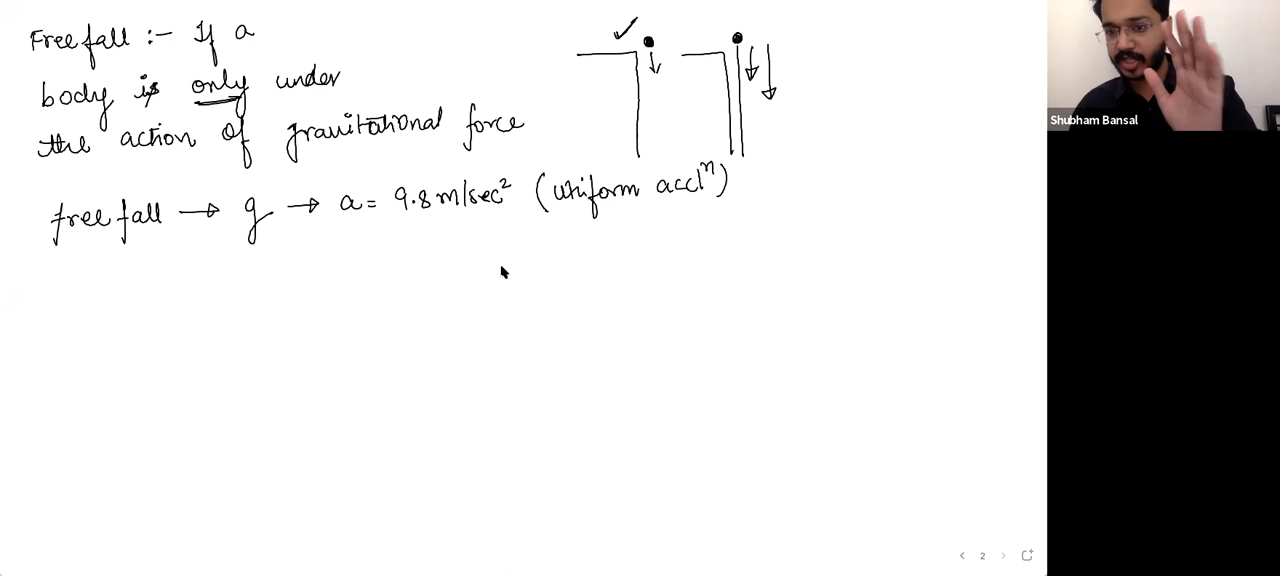 Free fall :- If a
body is only under
the action of gravitational force
free fall → g → a = 9.8 m/sec² (uniform acclⁿ)
Shubham Bansal
2